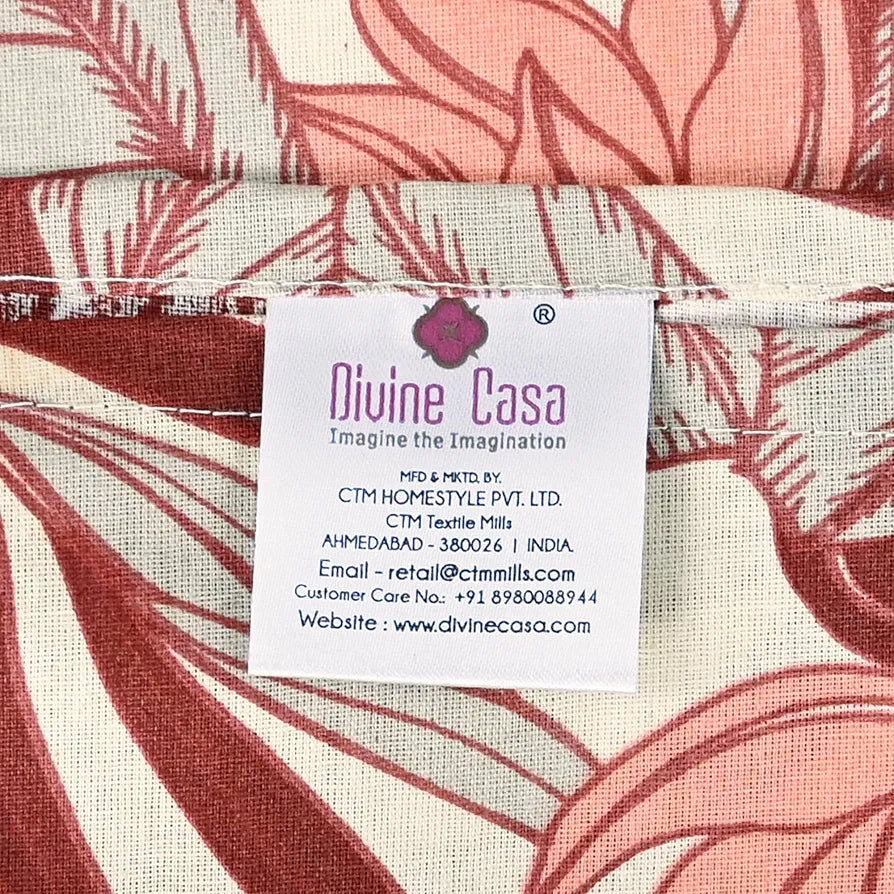 ®
Divine Casa
Imagine the Imagination
MFD & MKTD. BY.
CTM HOMESTYLE PVT. LTD.
CTM Textile Mills
AHMEDABAD - 380026 | INDIA.
Email - retail@ctmmills.com
Customer Care No.: +91 8980088944
Website : www.divinecasa.com